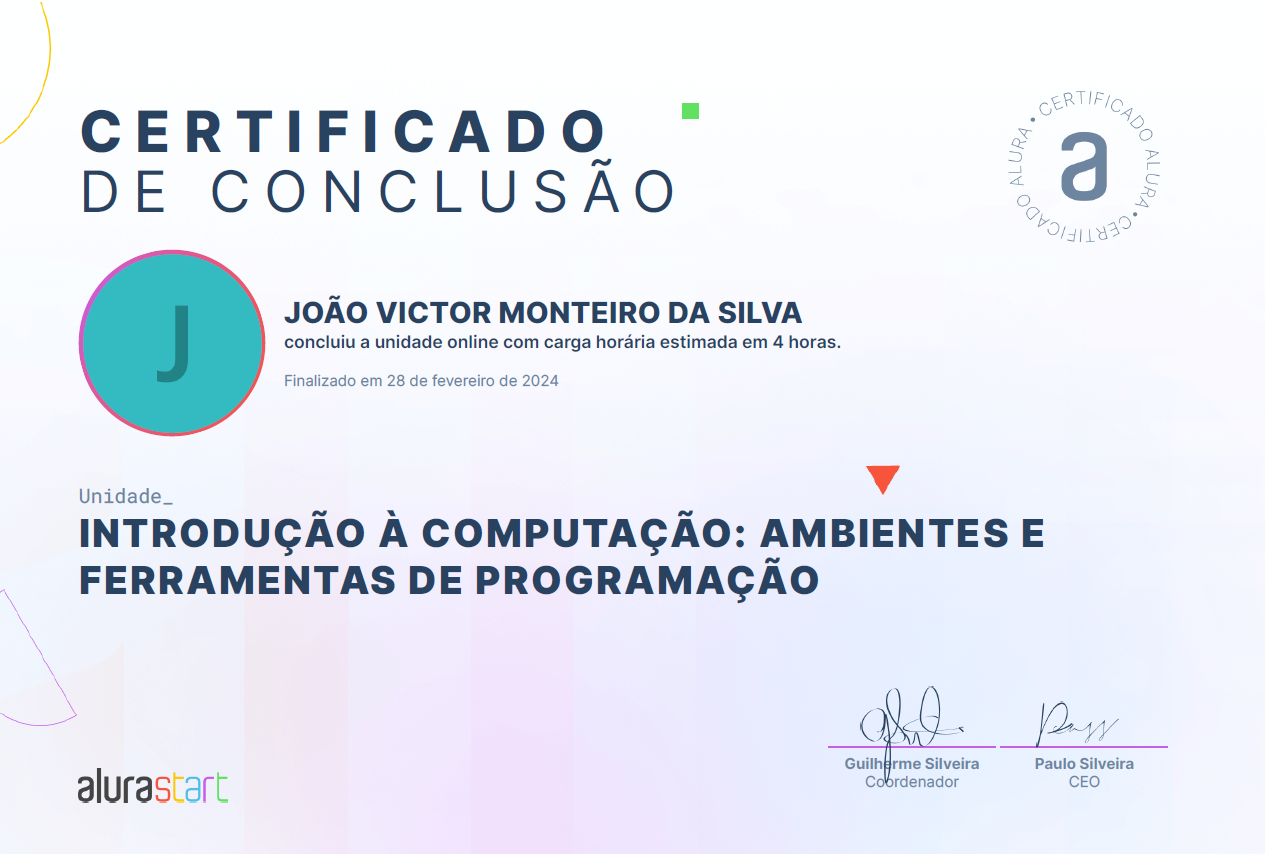 CERTIFICADO
DE CONCLUSÃO
CERTIFICADO ALURA • CERTIFICADO ALURA •
a
J
JOÃO VICTOR MONTEIRO DA SILVA
concluiu a unidade online com carga horária estimada em 4 horas.
Finalizado em 28 de fevereiro de 2024
Unidade_
INTRODUÇÃO À COMPUTAÇÃO: AMBIENTES E
FERRAMENTAS DE PROGRAMAÇÃO
Guilherme Silveira
Coordenador
Paulo Silveira
CEO
alurastart